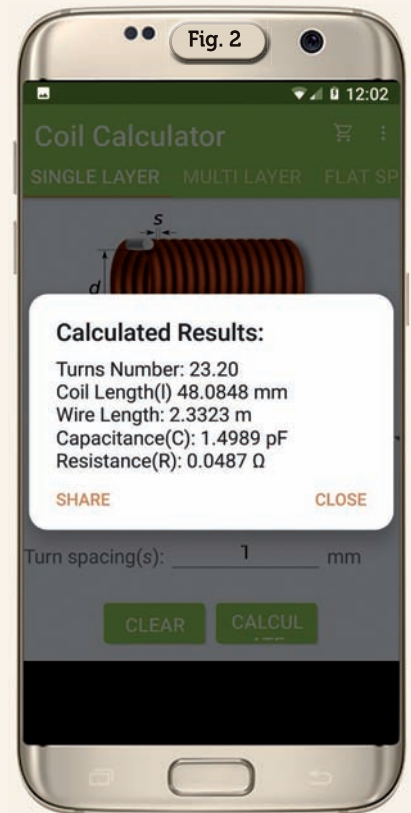 Fig. 2
12:02
Coil Calculator
SINGLE LAYER MULTI LAYER FLAT SP
s
d
Calculated Results:
Turns Number: 23.20
Coil Length(l) 48.0848 mm
Wire Length: 2.3323 m
Capacitance(C): 1.4989 pF
Resistance(R): 0.0487 Ω
SHARE CLOSE
Turn spacing(s): 1 mm
CLEAR CALCUL